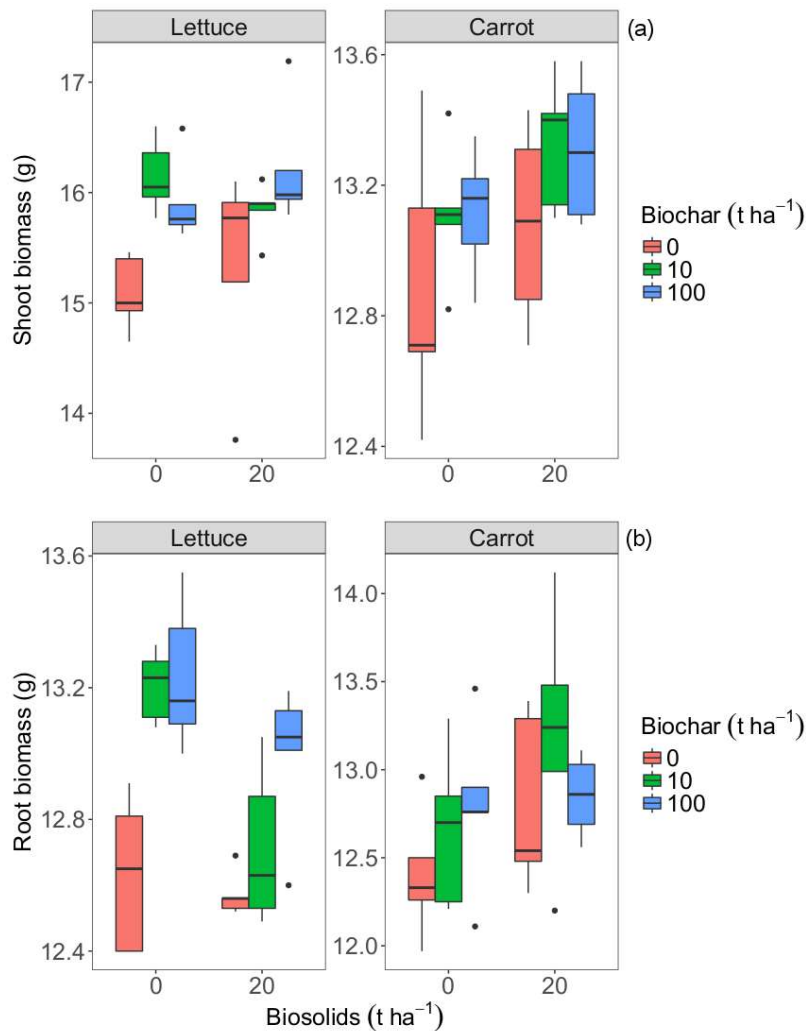 Lettuce Carrot (a)
Shoot biomass (g)
17
16
15
14
13.6
13.2
12.8
12.4
0 20 0 20
Biochar (t ha⁻¹)
0
10
100
Lettuce Carrot (b)
Root biomass (g)
13.6
13.2
12.8
12.4
14.0
13.5
13.0
12.5
12.0
0 20 0 20
Biosolids (t ha⁻¹)
Biochar (t ha⁻¹)
0
10
100